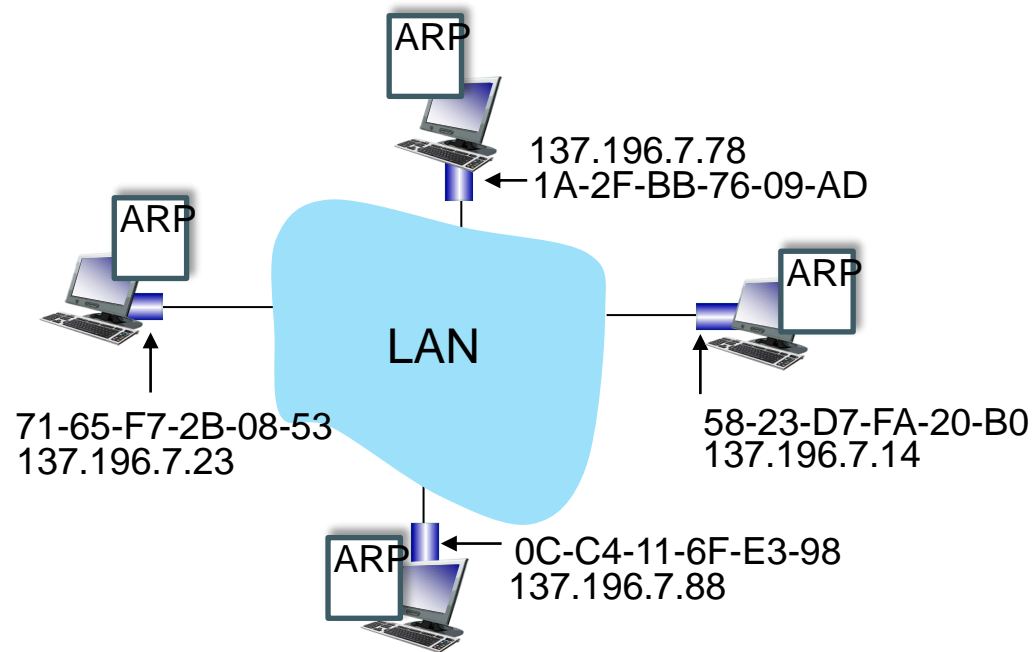 ARP
137.196.7.78
1A-2F-BB-76-09-AD
ARP
ARP
LAN
71-65-F7-2B-08-53
137.196.7.23
58-23-D7-FA-20-B0
137.196.7.14
ARP
0C-C4-11-6F-E3-98
137.196.7.88